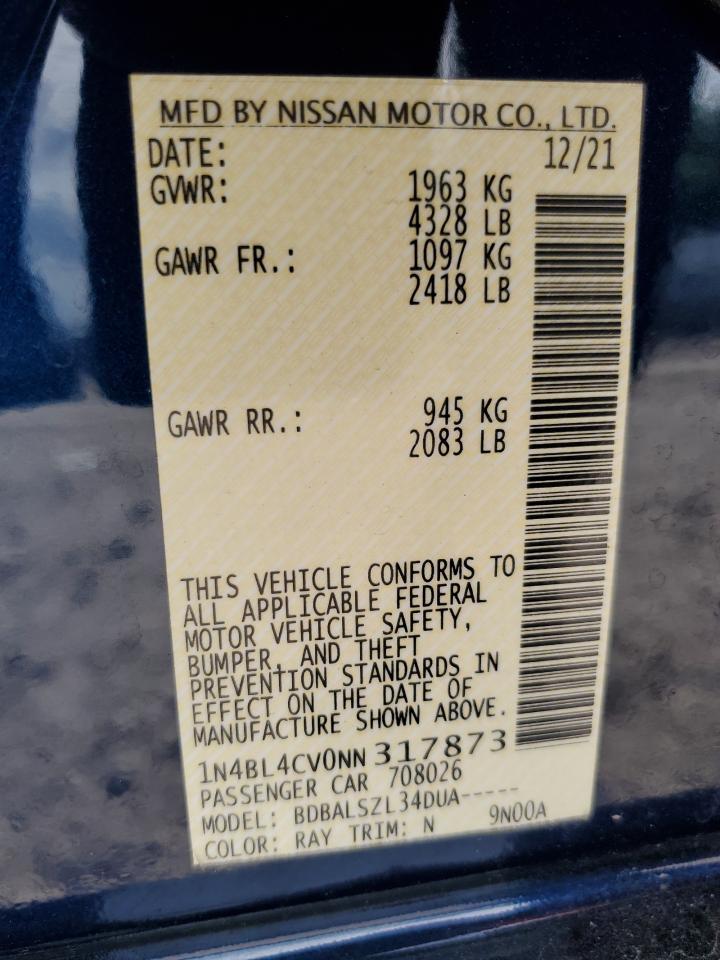 MFD BY NISSAN MOTOR CO., LTD.
DATE: 12/21
GVWR: 1963 KG
4328 LB
GAWR FR.: 1097 KG
2418 LB
GAWR RR.: 945 KG
2083 LB
THIS VEHICLE CONFORMS TO
ALL APPLICABLE FEDERAL
MOTOR VEHICLE SAFETY,
BUMPER, AND THEFT
PREVENTION STANDARDS IN
EFFECT ON THE DATE OF
MANUFACTURE SHOWN ABOVE.
1N4BL4CV0NN 317873
PASSENGER CAR 708026
MODEL: BDBALSZL34DUA-----
COLOR: RAY TRIM: N 9N00A